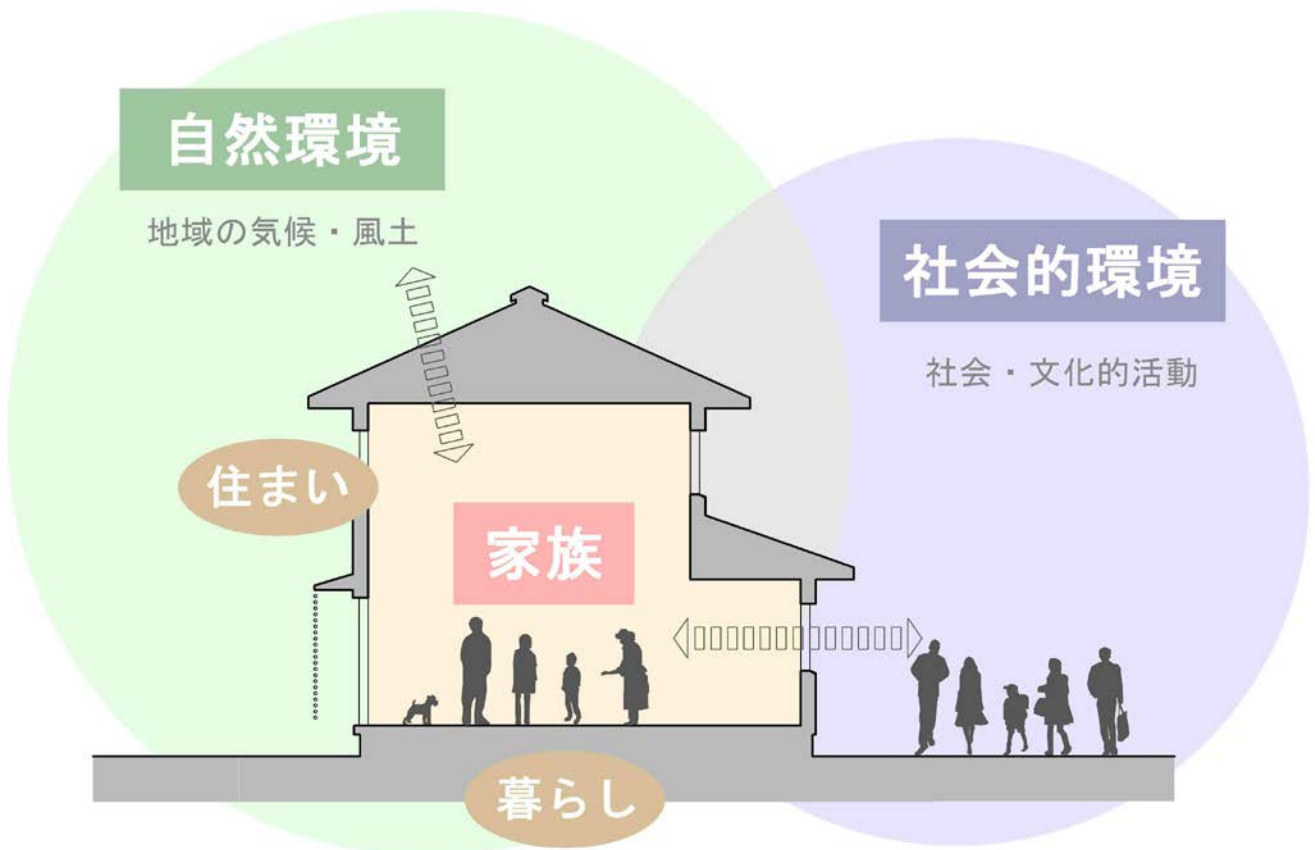 自然環境
地域の気候・風土
社会的環境
社会・文化的活動
住まい
家族
暮らし